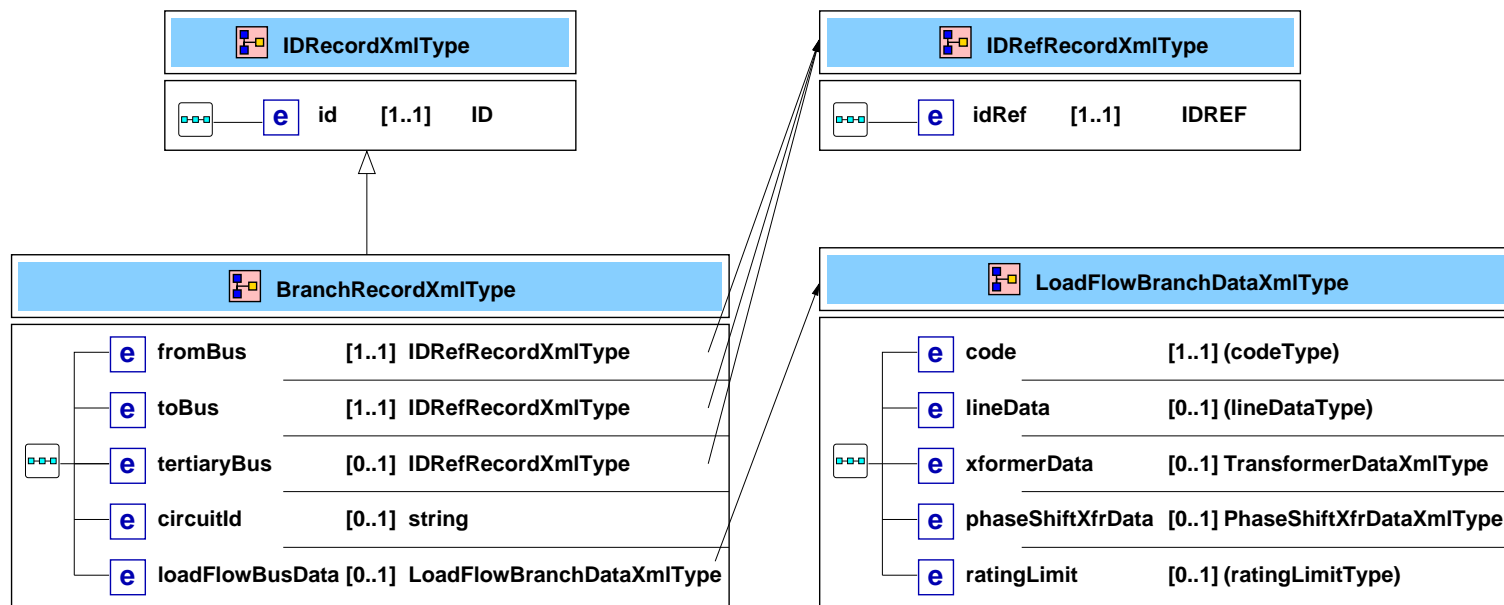 IDRecordXmlType
e id [1..1] ID
IDRefRecordXmlType
e idRef [1..1] IDREF
BranchRecordXmlType
e fromBus [1..1] IDRefRecordXmlType
e toBus [1..1] IDRefRecordXmlType
e tertiaryBus [0..1] IDRefRecordXmlType
e circuitId [0..1] string
e loadFlowBusData [0..1] LoadFlowBranchDataXmlType
LoadFlowBranchDataXmlType
e code [1..1] (codeType)
e lineData [0..1] (lineDataType)
e xformerData [0..1] TransformerDataXmlType
e phaseShiftXfrData [0..1] PhaseShiftXfrDataXmlType
e ratingLimit [0..1] (ratingLimitType)